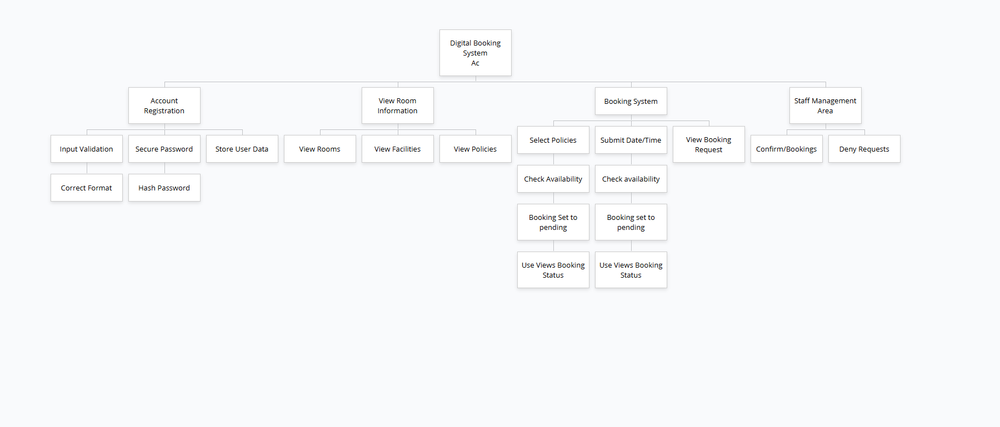 Digital Booking
System
Ac
Account
Registration
View Room
Information
Booking System
Staff Management
Area
Input Validation
Secure Password
Store User Data
View Rooms
View Facilities
View Policies
Select Policies
Submit Date/Time
View Booking
Request
Confirm/Bookings
Deny Requests
Correct Format
Hash Password
Check Availability
Check availability
Booking Set to
pending
Booking set to
pending
Use Views Booking
Status
Use Views Booking
Status